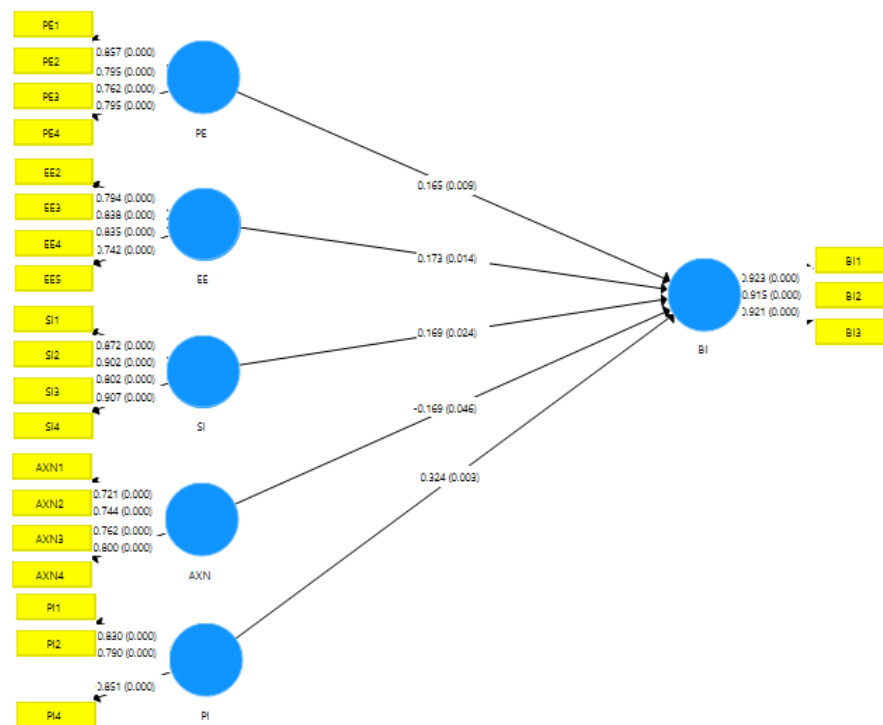 PE1
PE2
PE3
PE4
0.857 (0.000)
0.795 (0.000)
0.762 (0.000)
0.795 (0.000)
PE
0.165 (0.009)
EE2
EE3
EE4
EE5
0.794 (0.000)
0.838 (0.000)
0.835 (0.000)
0.742 (0.000)
EE
0.173 (0.014)
SI1
SI2
SI3
SI4
0.872 (0.000)
0.902 (0.000)
0.802 (0.000)
0.907 (0.000)
SI
0.169 (0.024)
AXN1
AXN2
AXN3
AXN4
0.721 (0.000)
0.744 (0.000)
0.762 (0.000)
0.800 (0.000)
AXN
-0.169 (0.046)
PI1
PI2
PI4
0.830 (0.000)
0.790 (0.000)
0.851 (0.000)
PI
0.324 (0.003)
BI
0.923 (0.000)
0.915 (0.000)
0.921 (0.000)
BI1
BI2
BI3